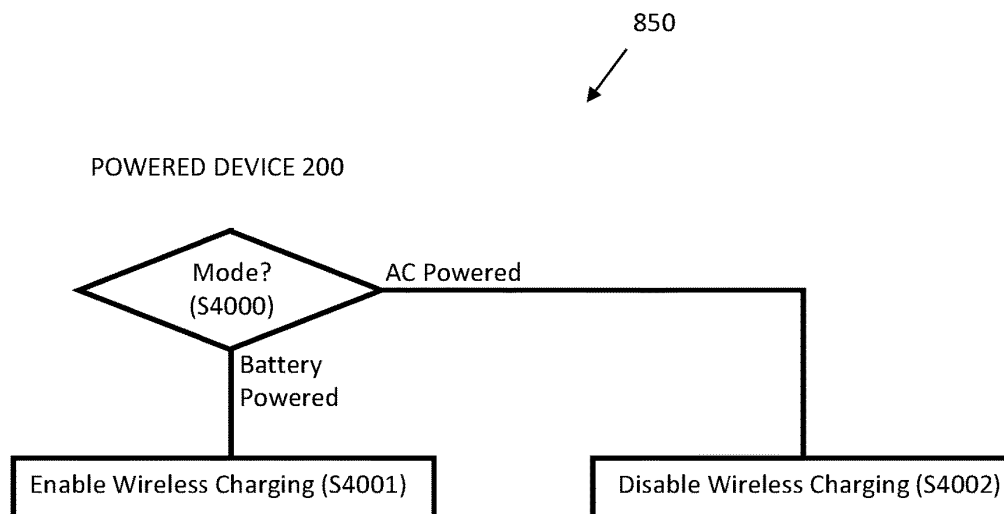 850
POWERED DEVICE 200
Mode?
(S4000)
AC Powered
Battery
Powered
Enable Wireless Charging (S4001)
Disable Wireless Charging (S4002)